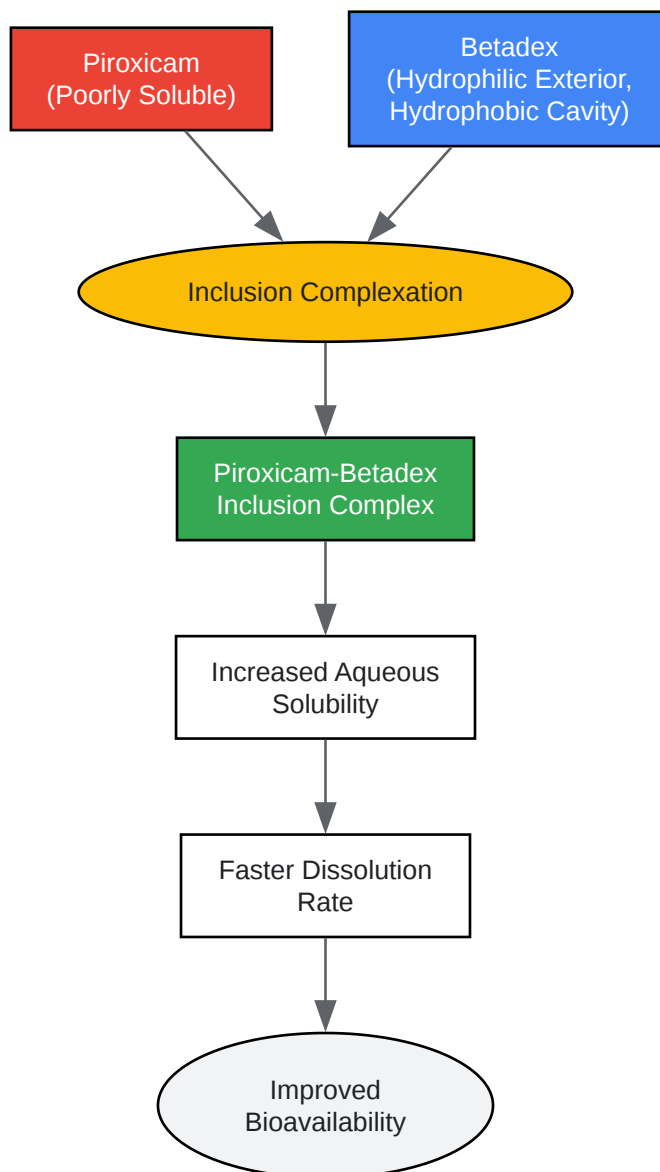 Piroxicam
(Poorly Soluble)
Betadex
(Hydrophilic Exterior,
Hydrophobic Cavity)
Inclusion Complexation
Piroxicam-Betadex
Inclusion Complex
Increased Aqueous
Solubility
Faster Dissolution
Rate
Improved
Bioavailability